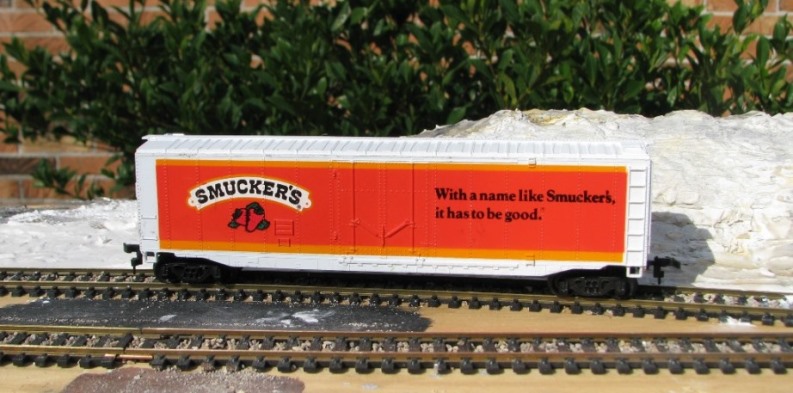 SMUCKER'S
With a name like Smucker's,
it has to be good.